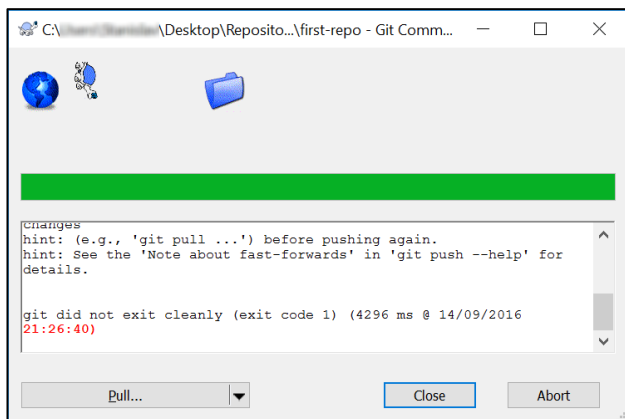 C:\ \Desktop\Reposito...\first-repo - Git Comm...
changes
hint: (e.g., 'git pull ...') before pushing again.
hint: See the 'Note about fast-forwards' in 'git push --help' for
details.
git did not exit cleanly (exit code 1) (4296 ms @ 14/09/2016
21:26:40)
Pull...
Close
Abort